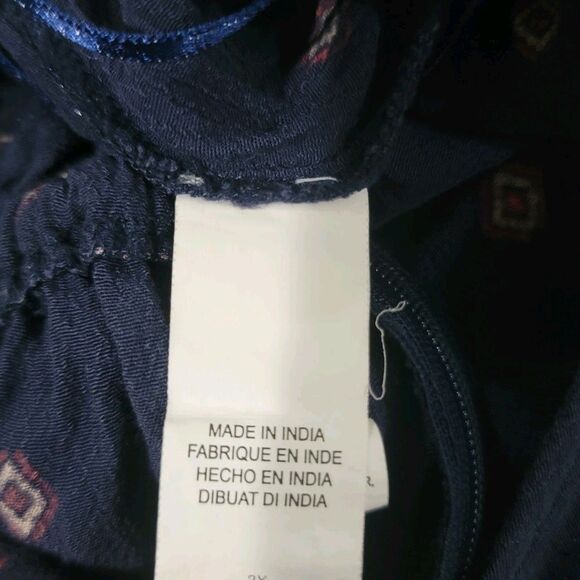 MADE IN INDIA
FABRIQUE EN INDE
HECHO EN INDIA
DIBUAT DI INDIA
R.